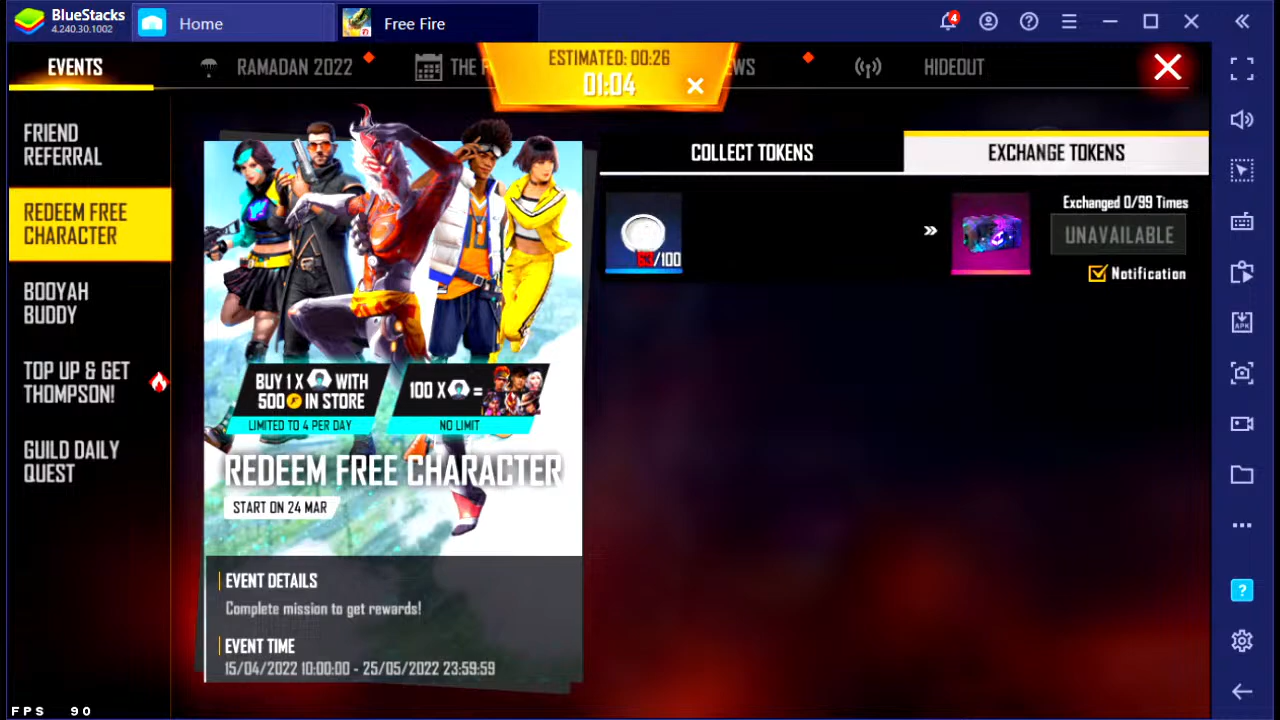 BlueStacks
4.240.30.1002
Home
Free Fire
4
EVENTS
RAMADAN 2022
THE F
ESTIMATED: 00:26
01:04
EWS
HIDEOUT
FRIEND
REFERRAL
REDEEM FREE
CHARACTER
BOOYAH
BUDDY
TOP UP & GET
THOMPSON!
GUILD DAILY
QUEST
BUY 1 X WITH
500 IN STORE
LIMITED TO 4 PER DAY
100 X =
NO LIMIT
REDEEM FREE CHARACTER
START ON 24 MAR
EVENT DETAILS
Complete mission to get rewards!
EVENT TIME
15/04/2022 10:00:00 - 25/05/2022 23:59:59
COLLECT TOKENS
EXCHANGE TOKENS
/100
Exchanged 0/99 Times
UNAVAILABLE
Notification
APK
FPS 90